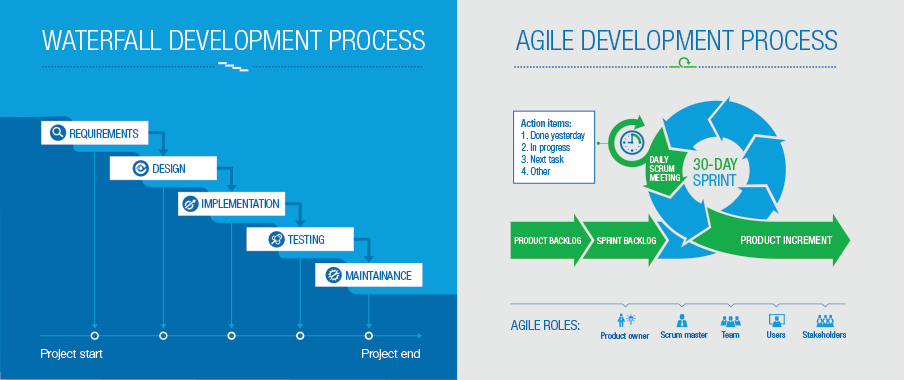 WATERFALL DEVELOPMENT PROCESS
REQUIREMENTS
DESIGN
IMPLEMENTATION
TESTING
MAINTAINANCE
Project start
Project end
AGILE DEVELOPMENT PROCESS
Action items:
1. Done yesterday
2. In progress
3. Next task
4. Other
DAILY
SCRUM
MEETING
30-DAY
SPRINT
PRODUCT BACKLOG
SPRINT BACKLOG
PRODUCT INCREMENT
AGILE ROLES:
Product owner
Scrum master
Team
Users
Stakeholders